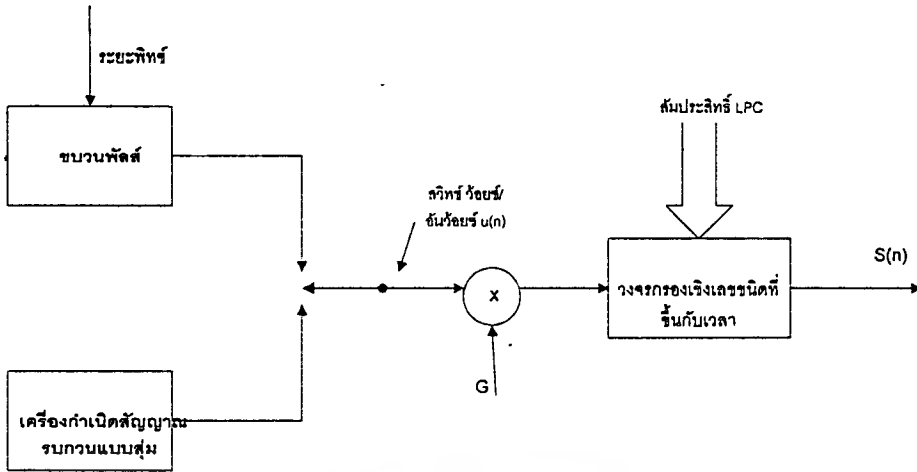 ระยะพิทช์
ขบวนพัลส์
สัมประสิทธิ์ LPC
สวิทช์ ว้อยซ์/
อันว้อยซ์ u(n)
S(n)
X
วงจรกรองเชิงเลขชนิดที่
ขึ้นกับเวลา
G
เครื่องกำเนิดสัญญาณ
รบกวนแบบสุ่ม